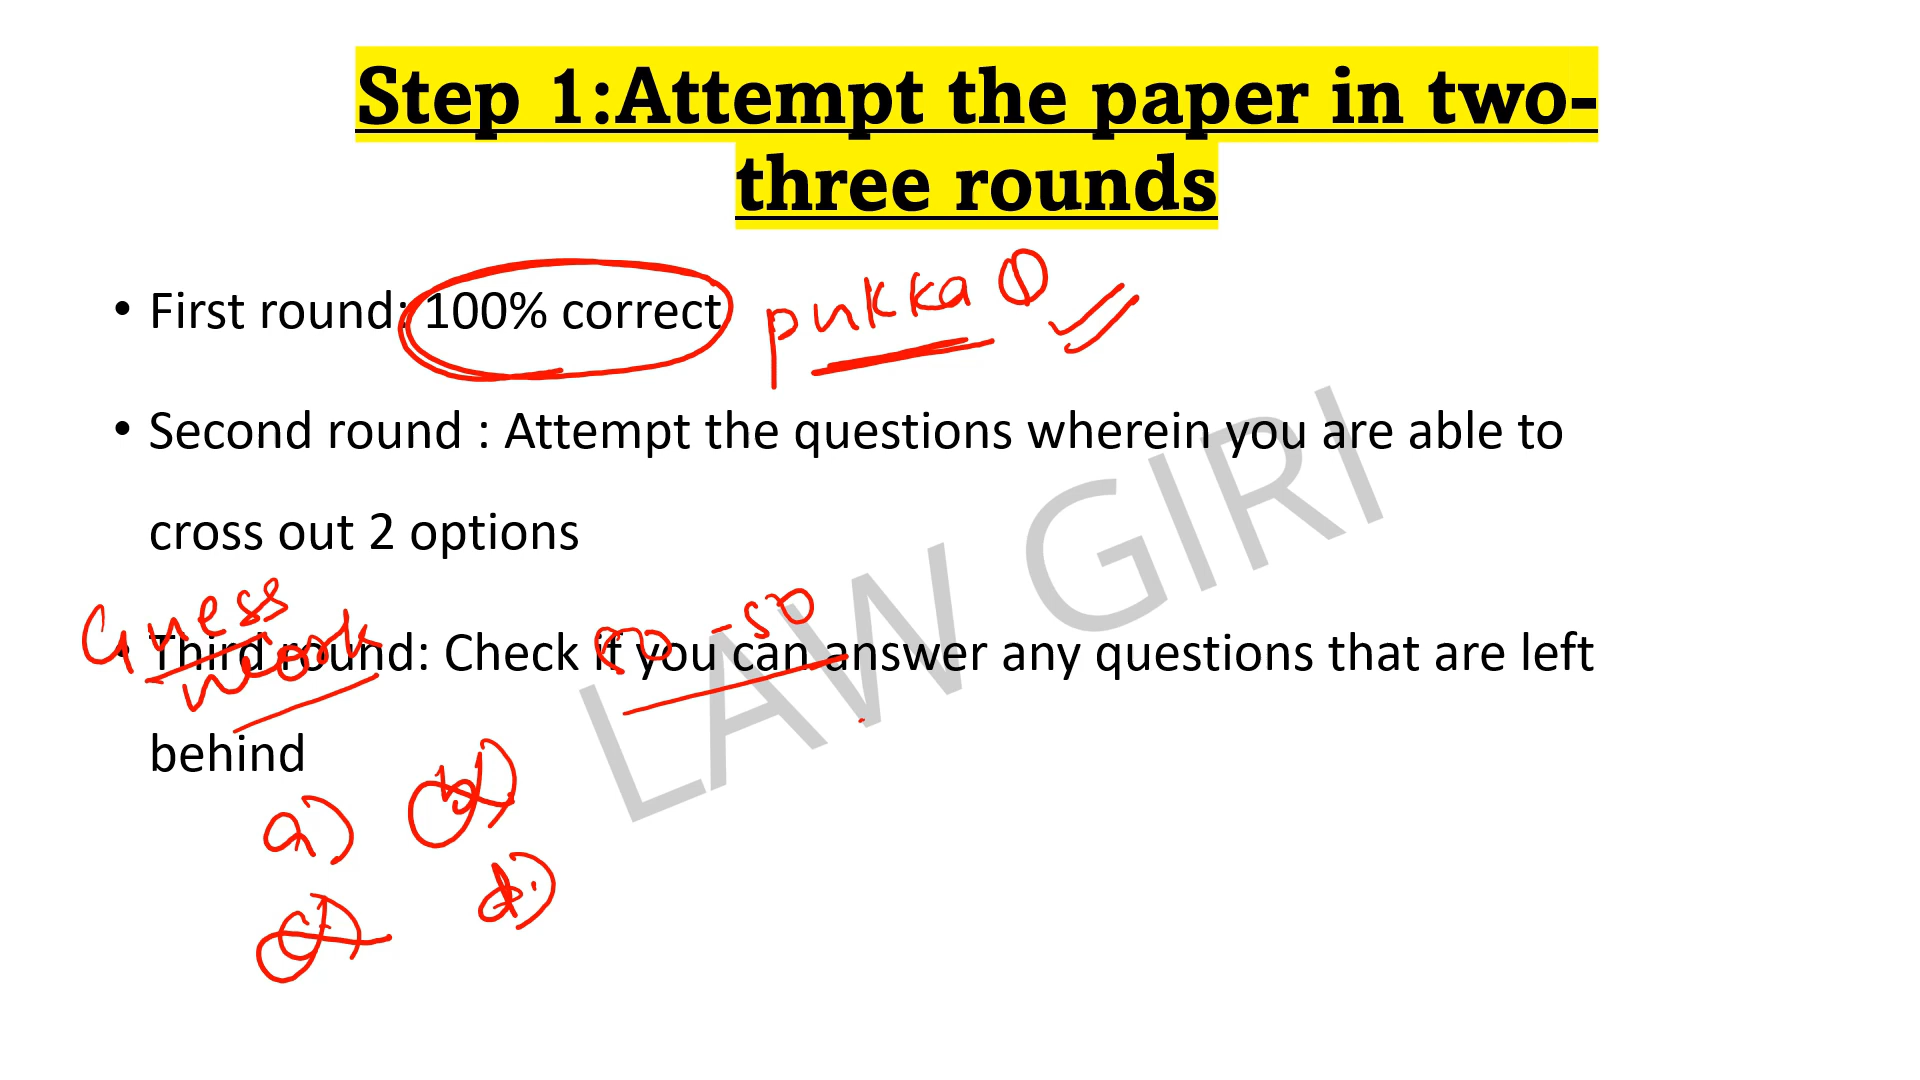 Step 1:Attempt the paper in two-
three rounds
• First round: 100% correct
pukka ①
• Second round : Attempt the questions wherein you are able to
cross out 2 options
Guess
work
50 -50
• Third round: Check if you can answer any questions that are left
behind
a) b)
c) d)
LAW GIRI